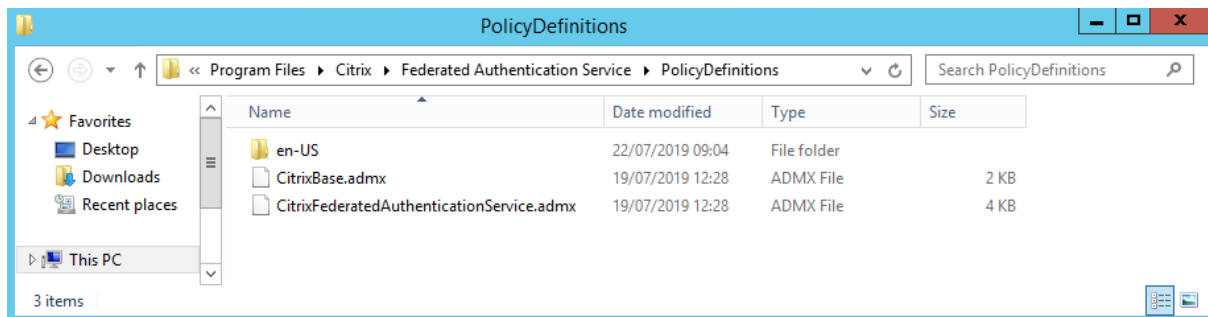 PolicyDefinitions
« Program Files Citrix Federated Authentication Service PolicyDefinitions Search PolicyDefinitions
Favorites
Desktop
Downloads
Recent places
This PC
Name Date modified Type Size
en-US 22/07/2019 09:04 File folder
CitrixBase.admx 19/07/2019 12:28 ADMX File 2 KB
CitrixFederatedAuthenticationService.admx 19/07/2019 12:28 ADMX File 4 KB
3 items